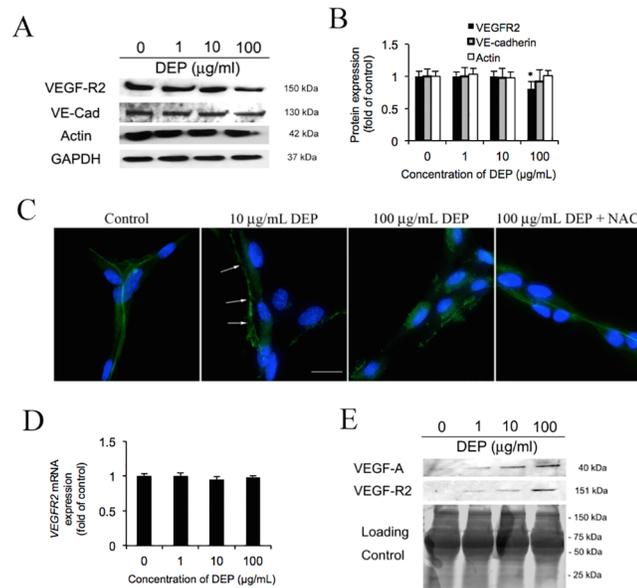 A
0 1 10 100
DEP (μg/ml)
VEGF-R2 150 kDa
VE-Cad 130 kDa
Actin 42 kDa
GAPDH 37 kDa
B
VEGFR2
VE-cadherin
Actin
Protein expression
(fold of control)
1.5
1
0.5
0
*
0 1 10 100
Concentration of DEP (μg/mL)
C
Control 10 μg/mL DEP 100 μg/mL DEP 100 μg/mL DEP + NAC
D
VEGFR2 mRNA
expression
(fold of control)
1.5
1
0.5
0
0 1 10 100
Concentration of DEP (μg/mL)
E
0 1 10 100
DEP (μg/ml)
VEGF-A 40 kDa
VEGF-R2 151 kDa
Loading
Control
- 150 kDa
- 75 kDa
- 50 kDa
- 25 kDa